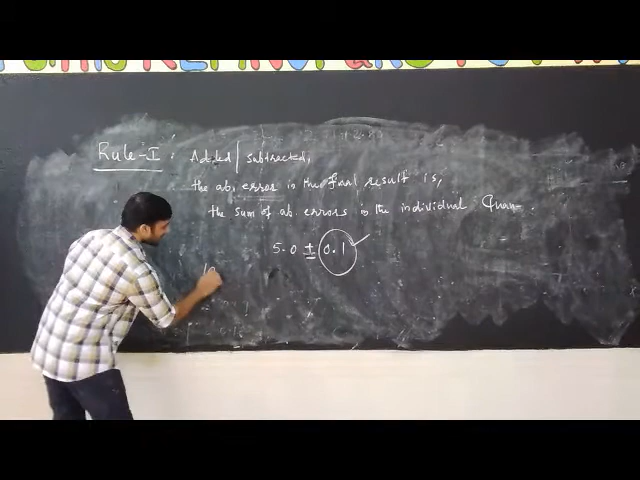 Rule-I : Added / subtracted,
the ab. error in the final result is,
the sum of ab. errors in the individual Quan-.
5.0 ± 0.1